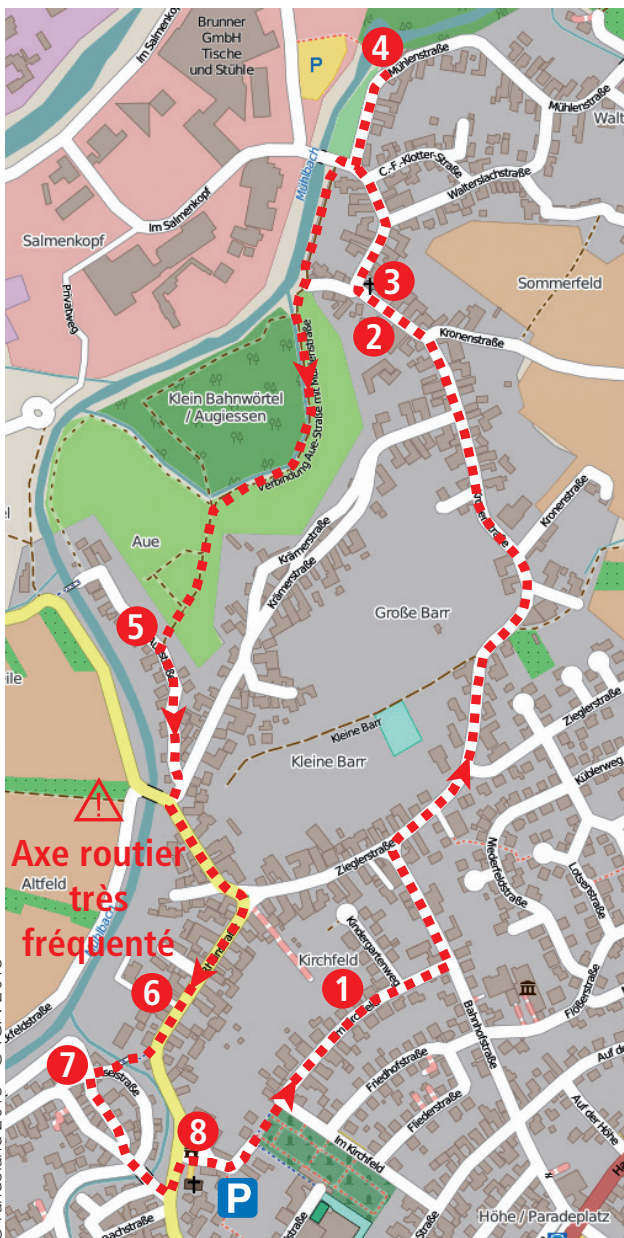 Im Salmenkopf
Brunner
GmbH
Tische
und Stühle
P
4
Mühlenstraße
Mühlenstraße
C.-F.-Klotter-Straße
Walterslachstraße
Mühlbach
Im Salmenkopf
Salmenkopf
Privatweg
3
Sommerfeld
2
Kronenstraße
Klein Bahnwörtel
/ Augiessen
Verbindung Aue-Straße mit
Kronenstraße
Aue
Krämerstraße
Krämerstraße
Große Barr
5
Kleine Barr
Kleine Barr
Zieglerstraße
Kühlerweg
Miederfeldstraße
Lotsenstraße
Axe routier
très
fréquenté
Altfeld
Mühlbach
Zieglerstraße
Kirchfeld
Kindergartenweg
1
6
Bahnhofstraße
Flößerstraße
Friedhofstraße
Fliederstraße
Auf der Höhe
7
8
Im Kirchfeld
P
Höhe / Paradeplatz